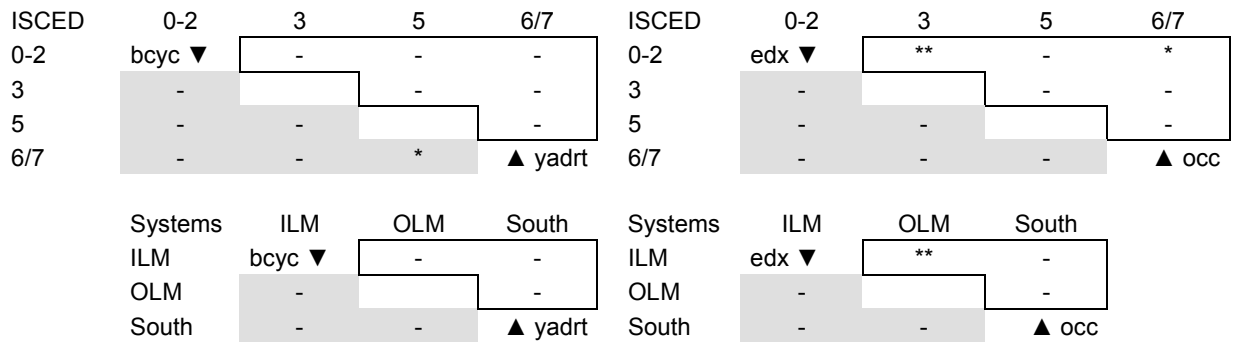 ISCED 0-2 3 5 6/7 ISCED 0-2 3 5 6/7
0-2 bcyc ▼ - - - 0-2 edx ▼ ** - *
3 - - - 3 - - -
5 - - - 5 - - -
6/7 - - * ▲ yadrt 6/7 - - - ▲ occ
Systems ILM OLM South Systems ILM OLM South
ILM bcyc ▼ - - ILM edx ▼ ** -
OLM - - OLM - -
South - - ▲ yadrt South - - ▲ occ